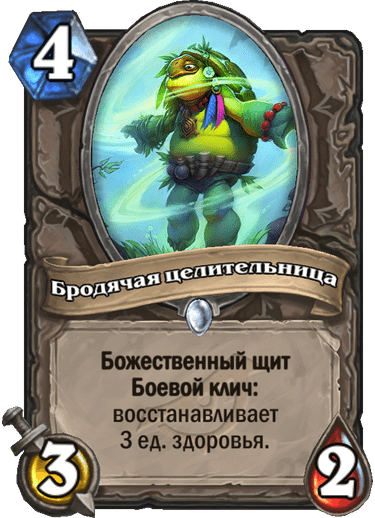 4
Бродячая целительница
Божественный щит
Боевой клич:
восстанавливает
3 ед. здоровья.
3
2